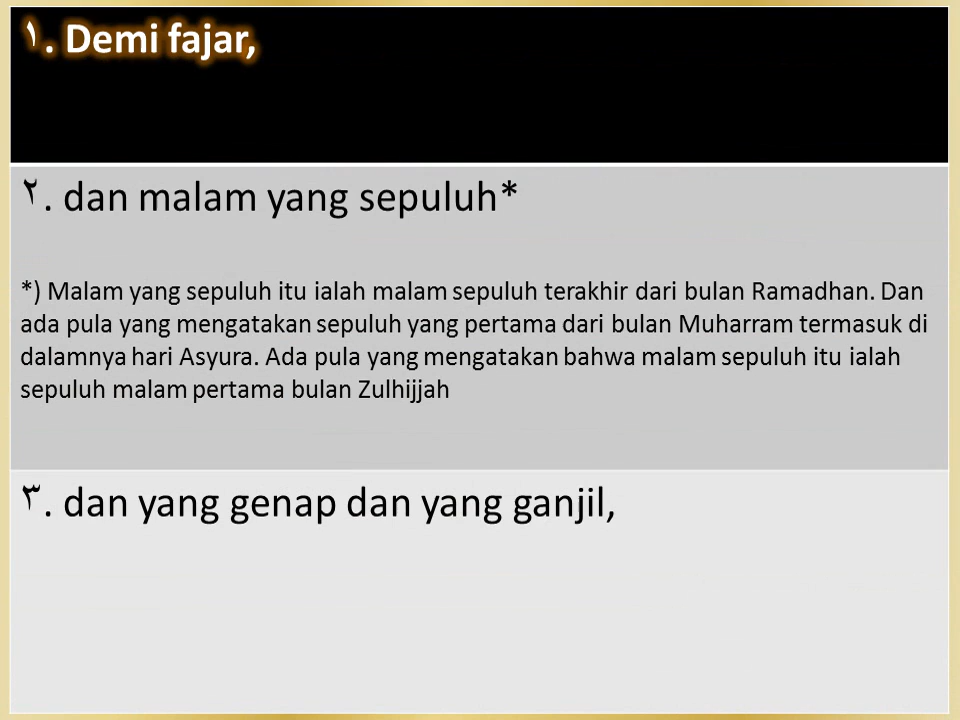 ١. Demi fajar,
٢. dan malam yang sepuluh*
*) Malam yang sepuluh itu ialah malam sepuluh terakhir dari bulan Ramadhan. Dan
ada pula yang mengatakan sepuluh yang pertama dari bulan Muharram termasuk di
dalamnya hari Asyura. Ada pula yang mengatakan bahwa malam sepuluh itu ialah
sepuluh malam pertama bulan Zulhijjah
٣. dan yang genap dan yang ganjil,